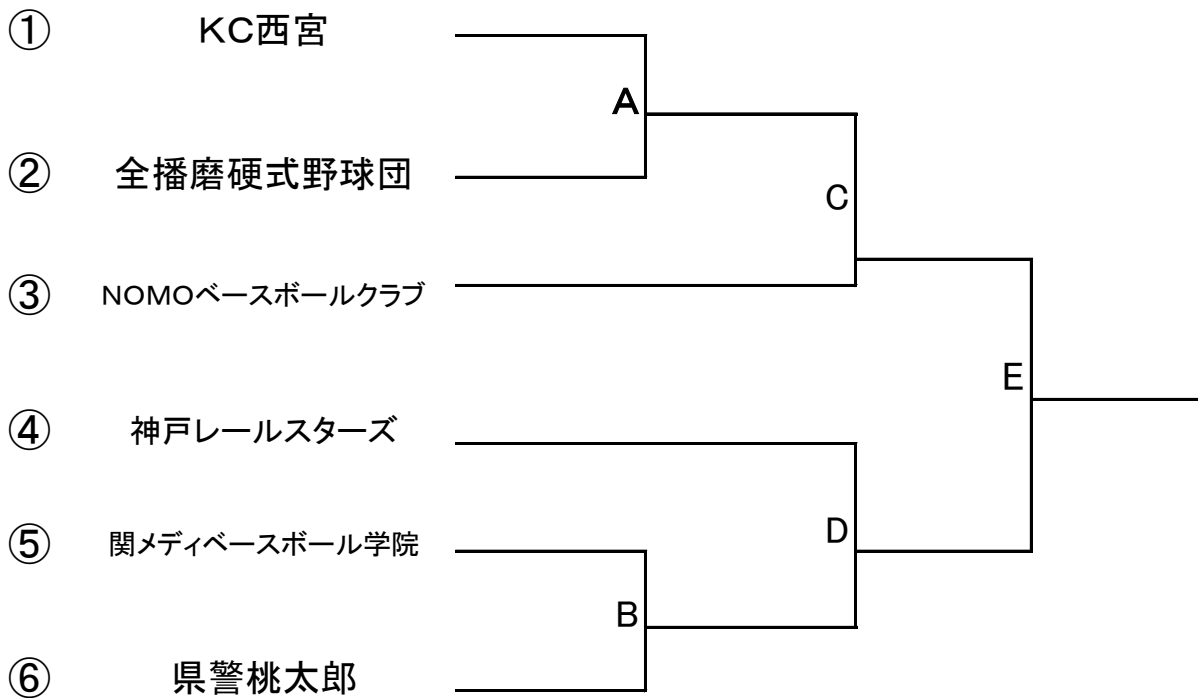 ① KC西宮
A
② 全播磨硬式野球団
C
③ NOMOベースボールクラブ
E
④ 神戸レールスターズ
D
⑤ 関メディベースボール学院
B
⑥ 県警桃太郎